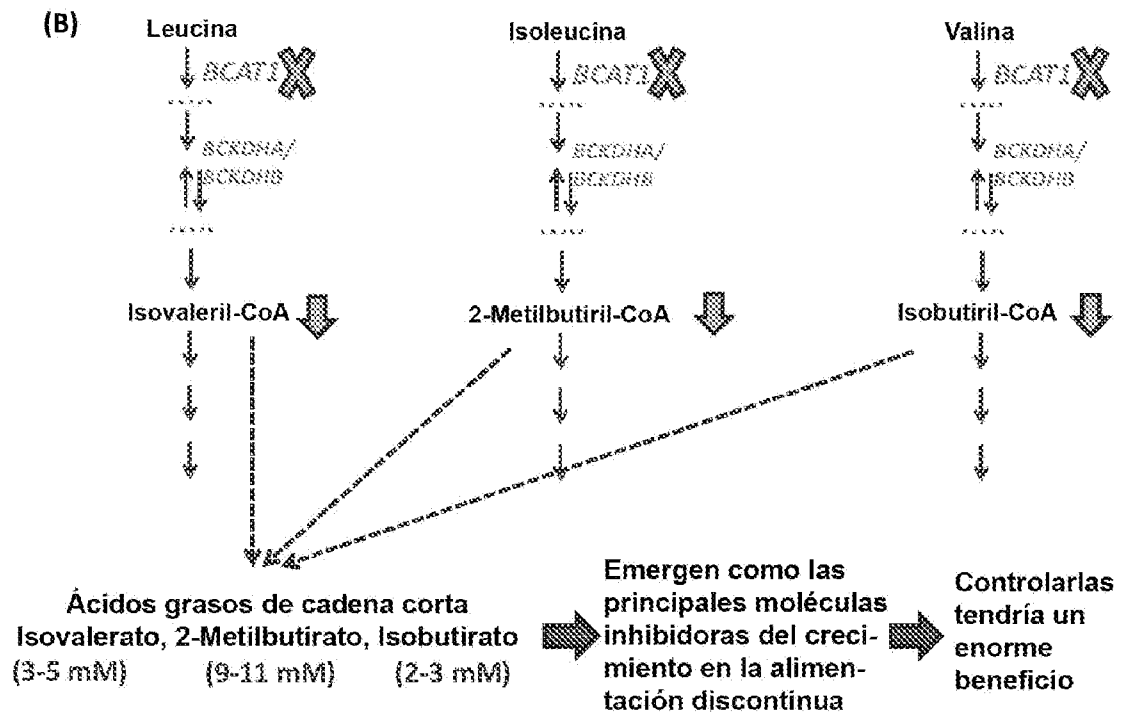 (B)
Leucina Isoleucina Valina
BCAT1 BCAT1 BCAT1
BCKDHA/ BCKDHA/ BCKDHA/
BCKDHB BCKDHB BCKDHB
Isovaleril-CoA 2-Metilbutiril-CoA Isobutiril-CoA
Ácidos grasos de cadena corta
Isovalerato, 2-Metilbutirato, Isobutirato
(3-5 mM) (9-11 mM) (2-3 mM)
Emergen como las
principales moléculas
inhibidoras del creci-
miento en la alimen-
tación discontinua
Controlarlas
tendría un
enorme
beneficio